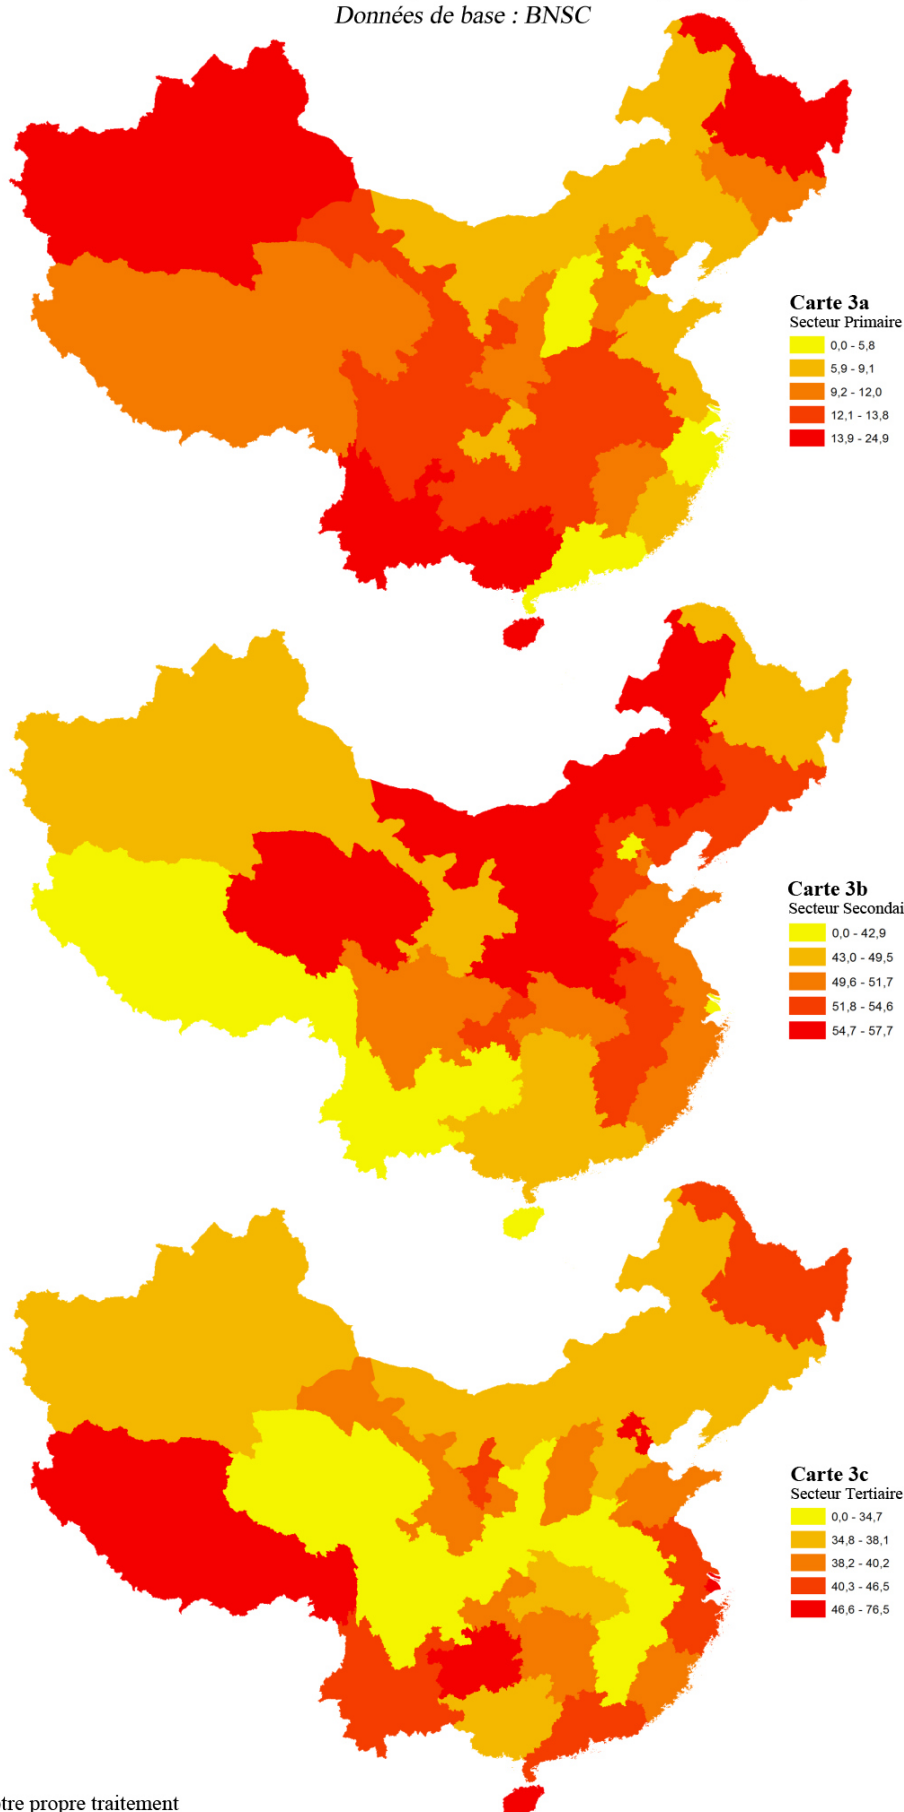 Données de base : BNSC
Carte 3a
Secteur Primaire
0,0 - 5,8
5,9 - 9,1
9,2 - 12,0
12,1 - 13,8
13,9 - 24,9
Carte 3b
Secteur Secondai
0,0 - 42,9
43,0 - 49,5
49,6 - 51,7
51,8 - 54,6
54,7 - 57,7
Carte 3c
Secteur Tertiaire
0,0 - 34,7
34,8 - 38,1
38,2 - 40,2
40,3 - 46,5
46,6 - 76,5
otre propre traitement